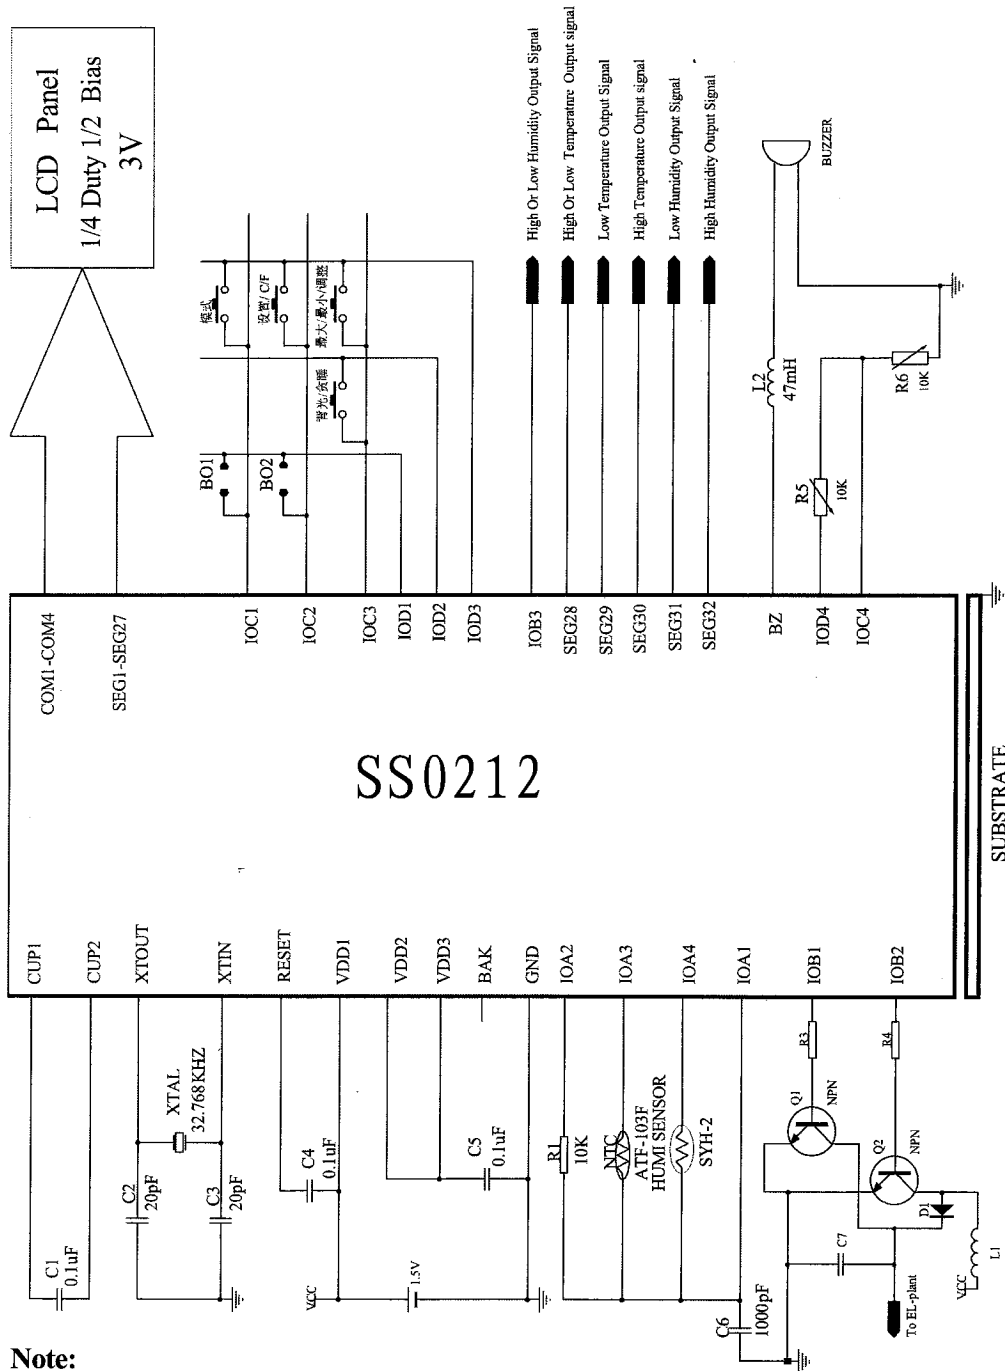 LCD Panel
1/4 Duty 1/2 Bias
3V
模式
设置/ C/F
最大/最小/调整
背光/贪睡
BO1
BO2
High Or Low Humidity Output Signal
High Or Low Temperatnre Output signal
Low Temperature Output Signal
High Temperature Output signal
Low Humidity Output Signal
High Humidity Output Signal
BUZZER
L2
47mH
R5
10K
R6
10K
COM1-COM4
SEG1-SEG27
IOC1
IOC2
IOC3
IOD1
IOD2
IOD3
IOB3
SEG28
SEG29
SEG30
SEG31
SEG32
BZ
IOD4
IOC4
SS0212
SUBSTRATE
CUP1
CUP2
XTOUT
XTIN
RESET
VDD1
VDD2
VDD3
BAK
GND
IOA2
IOA3
IOA4
IOA1
IOB1
IOB2
C1
0.1uF
C2
20pF
XTAL
32.768KHZ
C3
20pF
C4
0.1uF
VCC
1.5V
C5
0.1uF
R1
10K
NTC
ATF-103F
HUMI SENSOR
SYH-2
C6
1000pF
R3
Q1
NPN
R4
Q2
NPN
D1
C7
L1
VCC
To EL-plant
Note: